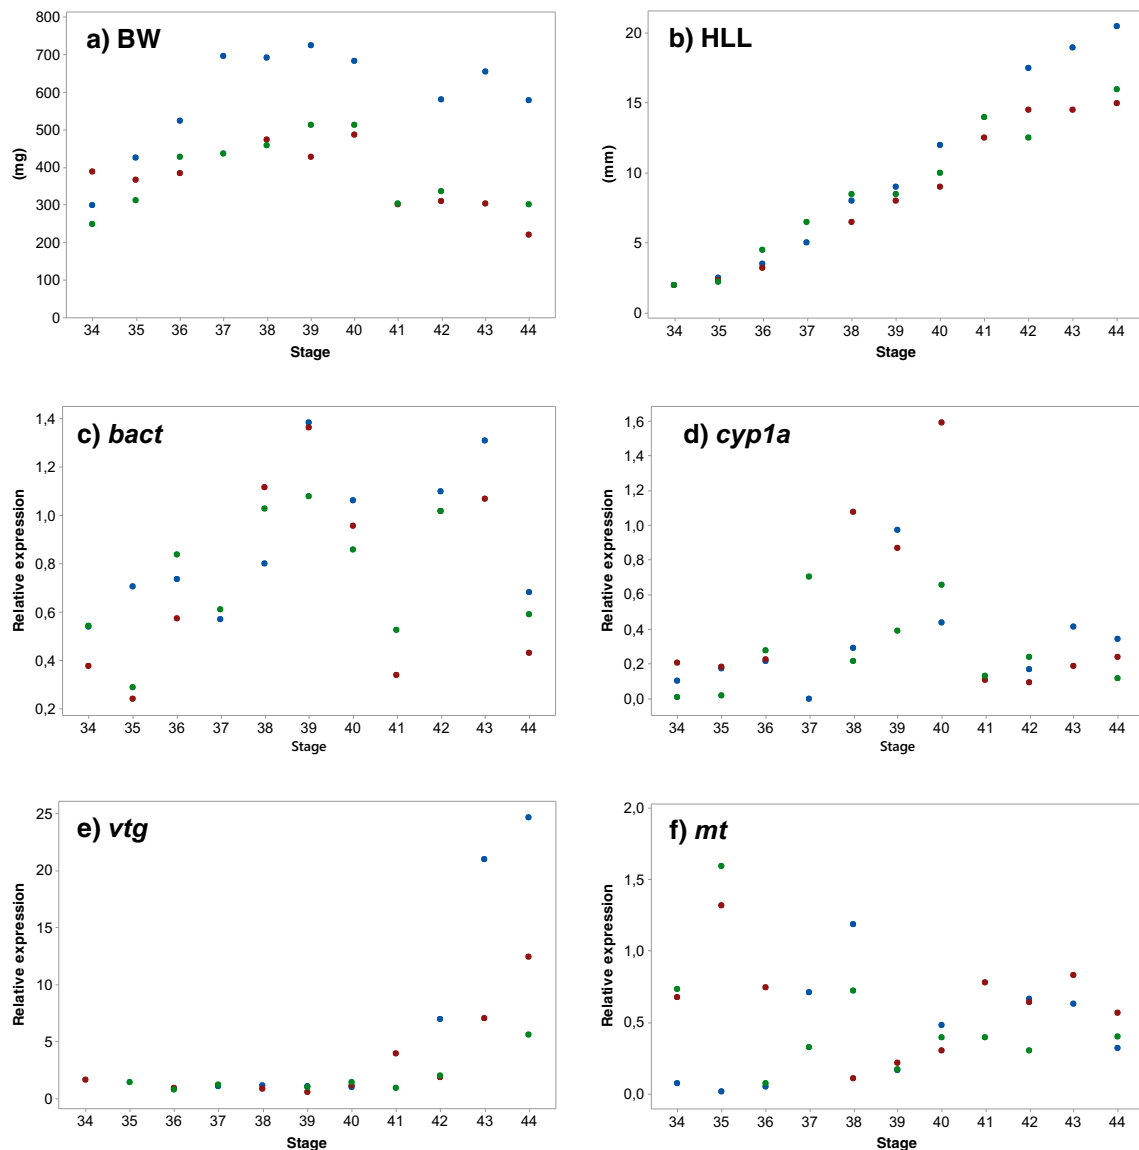 a) BW
800
700
600
500
400
300
200
100
0
(mg)
34 35 36 37 38 39 40 41 42 43 44
Stage
b) HLL
20
15
10
5
0
(mm)
34 35 36 37 38 39 40 41 42 43 44
Stage
c) bact
1,4
1,2
1,0
0,8
0,6
0,4
0,2
Relative expression
34 35 36 37 38 39 40 41 42 43 44
Stage
d) cyp1a
1,6
1,4
1,2
1,0
0,8
0,6
0,4
0,2
0,0
Relative expression
34 35 36 37 38 39 40 41 42 43 44
Stage
e) vtg
25
20
15
10
5
0
Relative expression
34 35 36 37 38 39 40 41 42 43 44
Stage
f) mt
2,0
1,5
1,0
0,5
0,0
Relative expression
34 35 36 37 38 39 40 41 42 43 44
Stage